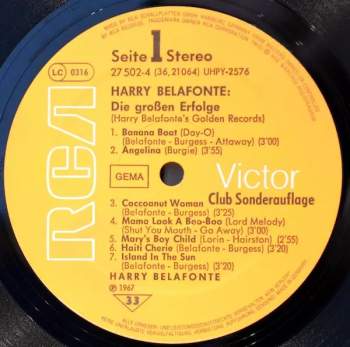 Seite 1 Stereo
LC 0316
27 502-4 (36,21064) UHPY-2576
HARRY BELAFONTE:
Die großen Erfolge
(Harry Belafonte's Golden Records)
1. Banana Boat (Day-O)
(Belafonte - Burgess - Attaway) (3'00)
2. Angelina (Burgie) (3'55)
GEMA
RCA
Victor
Club Sonderauflage
3. Cocoanut Woman
(Belafonte - Burgess) (3'25)
4. Mama Look A Boo-Boo (Lord Melody)
(Shut You Mouth - Go Away) (3'00)
5. Mary's Boy Child (Lorin - Hairston) (2'55)
6. Haiti Cherie (Belafonte - Burgess) (3'20)
7. Island In The Sun
(Belafonte - Burgess) (3'20)
HARRY BELAFONTE
Ⓟ 1967
33